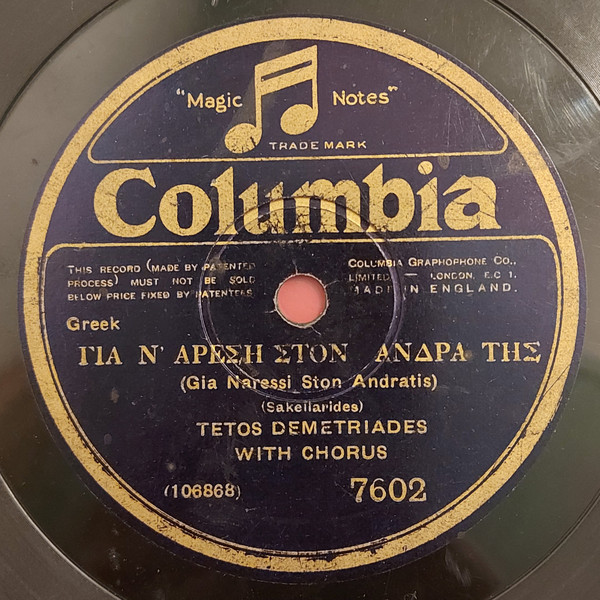 "Magic Notes"
TRADE MARK
Columbia
THIS RECORD (MADE BY PATENTED
PROCESS) MUST NOT BE SOLD
BELOW PRICE FIXED BY PATENTEES
COLUMBIA GRAPHOPHONE CO.,
LIMITED. — LONDON. E.C 1.
MADE IN ENGLAND.
Greek
ΓΙΑ Ν' ΑΡΕΣΗ ΣΤΟΝ ΑΝΔΡΑ ΤΗΣ
(Gia Naressi Ston Andratis)
(Sakellarides)
TETOS DEMETRIADES
WITH CHORUS
(106868) 7602